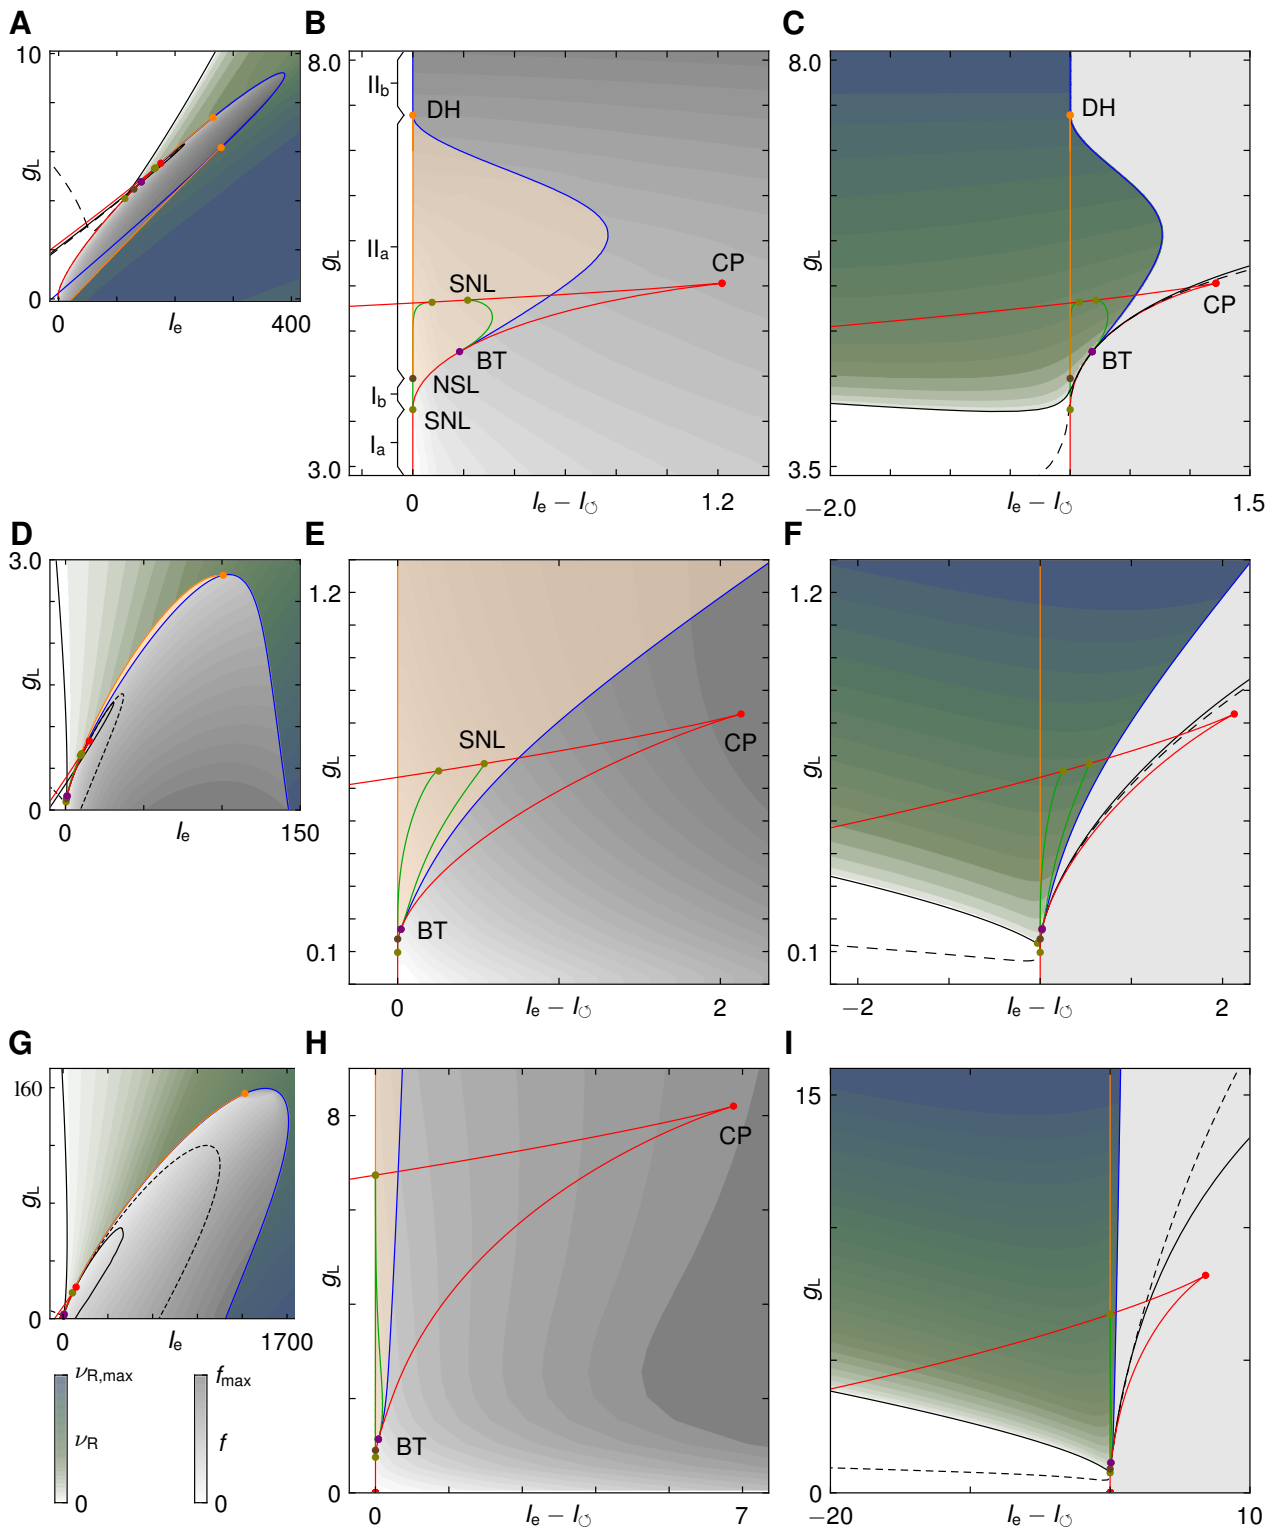 A
10
gL
0
0
Ie
400
B
8.0
IIb
DH
IIa
gL
SNL
CP
BT
NSL
Ib
SNL
Ia
3.0
0
Ie − I↺
1.2
C
8.0
DH
gL
CP
BT
3.5
−2.0
Ie − I↺
1.5
D
3.0
gL
0
0
Ie
150
E
1.2
gL
SNL
CP
BT
0.1
0
Ie − I↺
2
F
1.2
gL
0.1
−2
Ie − I↺
2
G
160
gL
0
0
Ie
1700
νR,max
νR
0
fmax
f
0
H
8
CP
gL
BT
0
0
Ie − I↺
7
I
15
gL
0
−20
Ie − I↺
10